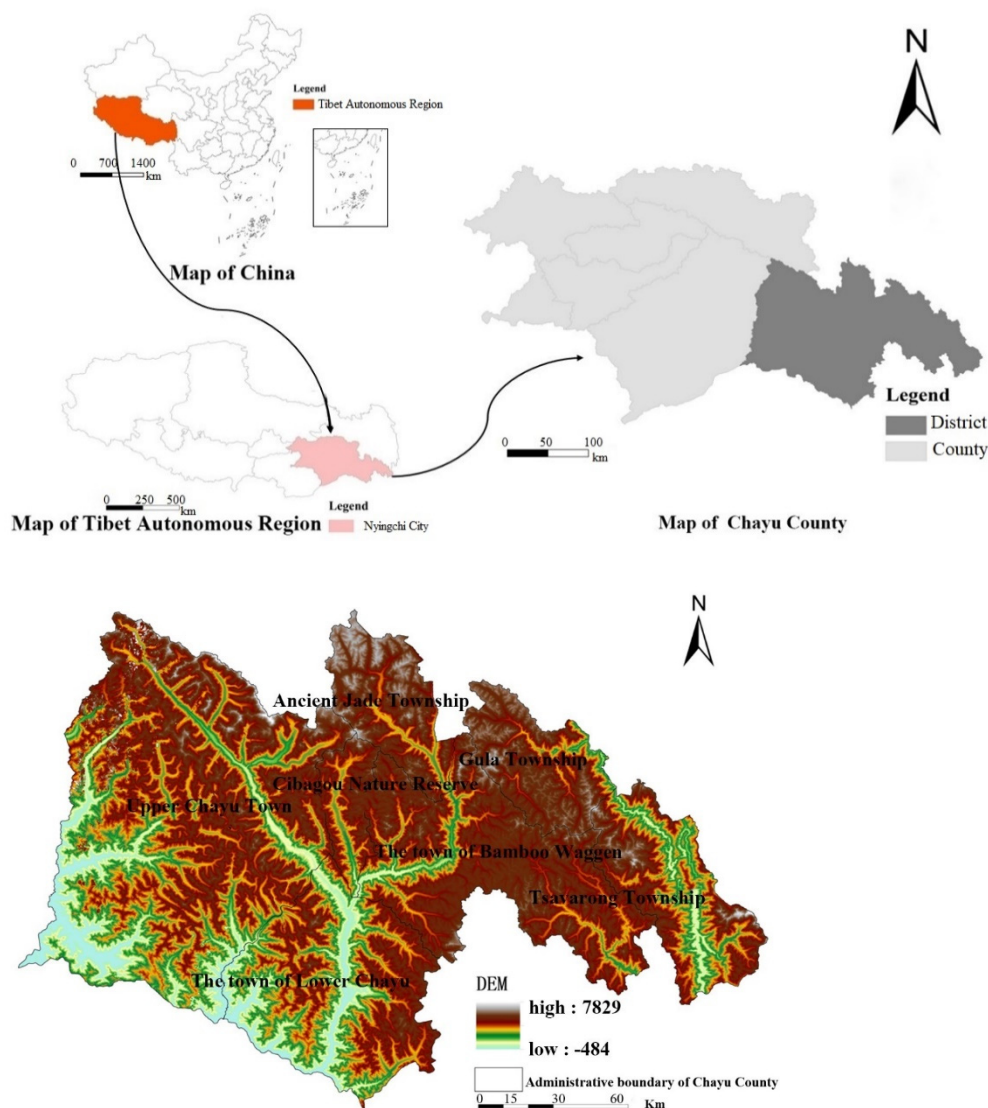 N
Legend
Tibet Autonomous Region
0 700 1400
km
Map of China
Legend
District
County
0 50 100
km
0 250 500
km
Legend
Map of Tibet Autonomous Region
Nyingchi City
Map of Chayu County
N
Ancient Jade Township
Gula Township
Cibagou Nature Reserve
Upper Chayu Town
The town of Bamboo Waggen
Tsavarong Township
The town of Lower Chayu
DEM
high : 7829
low : -484
Administrative boundary of Chayu County
0 15 30 60
Km